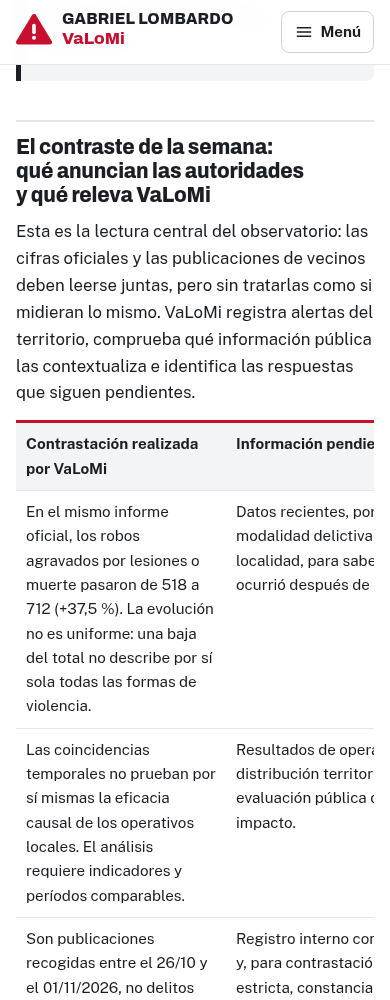 GABRIEL LOMBARDO
VaLoMi
Menú
El contraste de la semana:
qué anuncian las autoridades
y qué releva VaLoMi
Esta es la lectura central del observatorio: las
cifras oficiales y las publicaciones de vecinos
deben leerse juntas, pero sin tratarlas como si
midieran lo mismo. VaLoMi registra alertas del
territorio, comprueba qué información pública
las contextualiza e identifica las respuestas
que siguen pendientes.
Contrastación realizada
por VaLoMi
En el mismo informe
oficial, los robos
agravados por lesiones o
muerte pasaron de 518 a
712 (+37,5 %). La evolución
no es uniforme: una baja
del total no describe por sí
sola todas las formas de
violencia.
Las coincidencias
temporales no prueban por
sí mismas la eficacia
causal de los operativos
locales. El análisis
requiere indicadores y
períodos comparables.
Son publicaciones
recogidas entre el 26/10 y
el 01/11/2026, no delitos
Información
Datos recientes, por
modalidad delictiva
localidad, para sabe
ocurrió después de
Resultados de
distribución
evaluación pública
impacto.
Registro interno
y, para
estricta, constancia